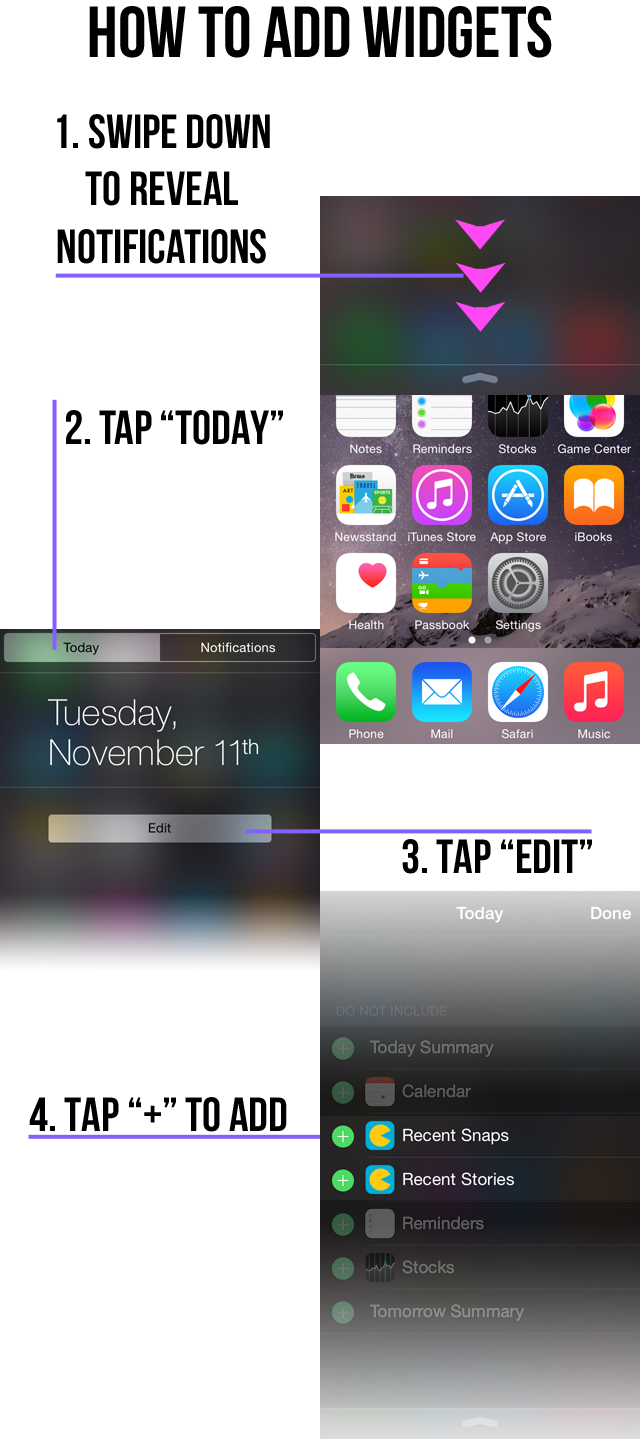 HOW TO ADD WIDGETS
1. SWIPE DOWN
TO REVEAL
NOTIFICATIONS
2. TAP “TODAY”
Notes Reminders Stocks Game Center
ART TRAVEL SPORTS
Newsstand iTunes Store App Store iBooks
Health Passbook Settings
Phone Mail Safari Music
Today Notifications
Tuesday,
November 11th
Edit
3. TAP “EDIT”
Today Done
DO NOT INCLUDE
Today Summary
Calendar
4. TAP “+” TO ADD
Recent Snaps
Recent Stories
Reminders
Stocks
Tomorrow Summary